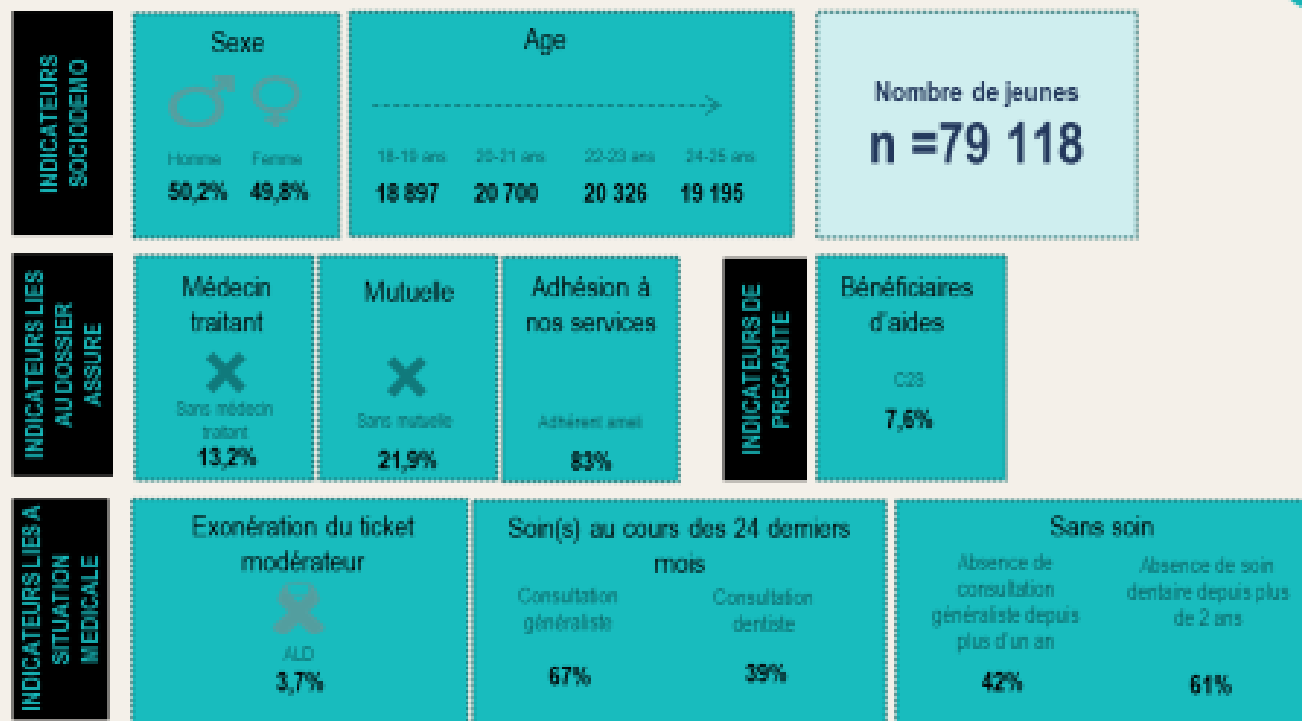 INDICATEURS
SOCIODEMO
Sexe
Homme
Femme
50,2%
49,8%
Age
18-19 ans
20-21 ans
22-23 ans
24-25 ans
18 897
20 700
20 326
19 195
Nombre de jeunes
n =79 118
INDICATEURS LIES
AU DOSSIER
ASSURE
Médecin
traitant
Sans médecin
traitant
13,2%
Mutuelle
Sans mutuelle
21,9%
Adhésion à
nos services
Adhérent ameli
83%
INDICATEURS DE
PRECARITE
Bénéficiaires
d'aides
7,6%
INDICATEURS LIES A
SITUATION
MEDICALE
Exonération du ticket
modérateur
ALD
3,7%
Soin(s) au cours des 24 derniers
mois
Consultation
généraliste
67%
Consultation
dentiste
39%
Sans soin
Absence de
consultation
généraliste depuis
plus d'un an
42%
Absence de soin
dentaire depuis plus
de 2 ans
61%